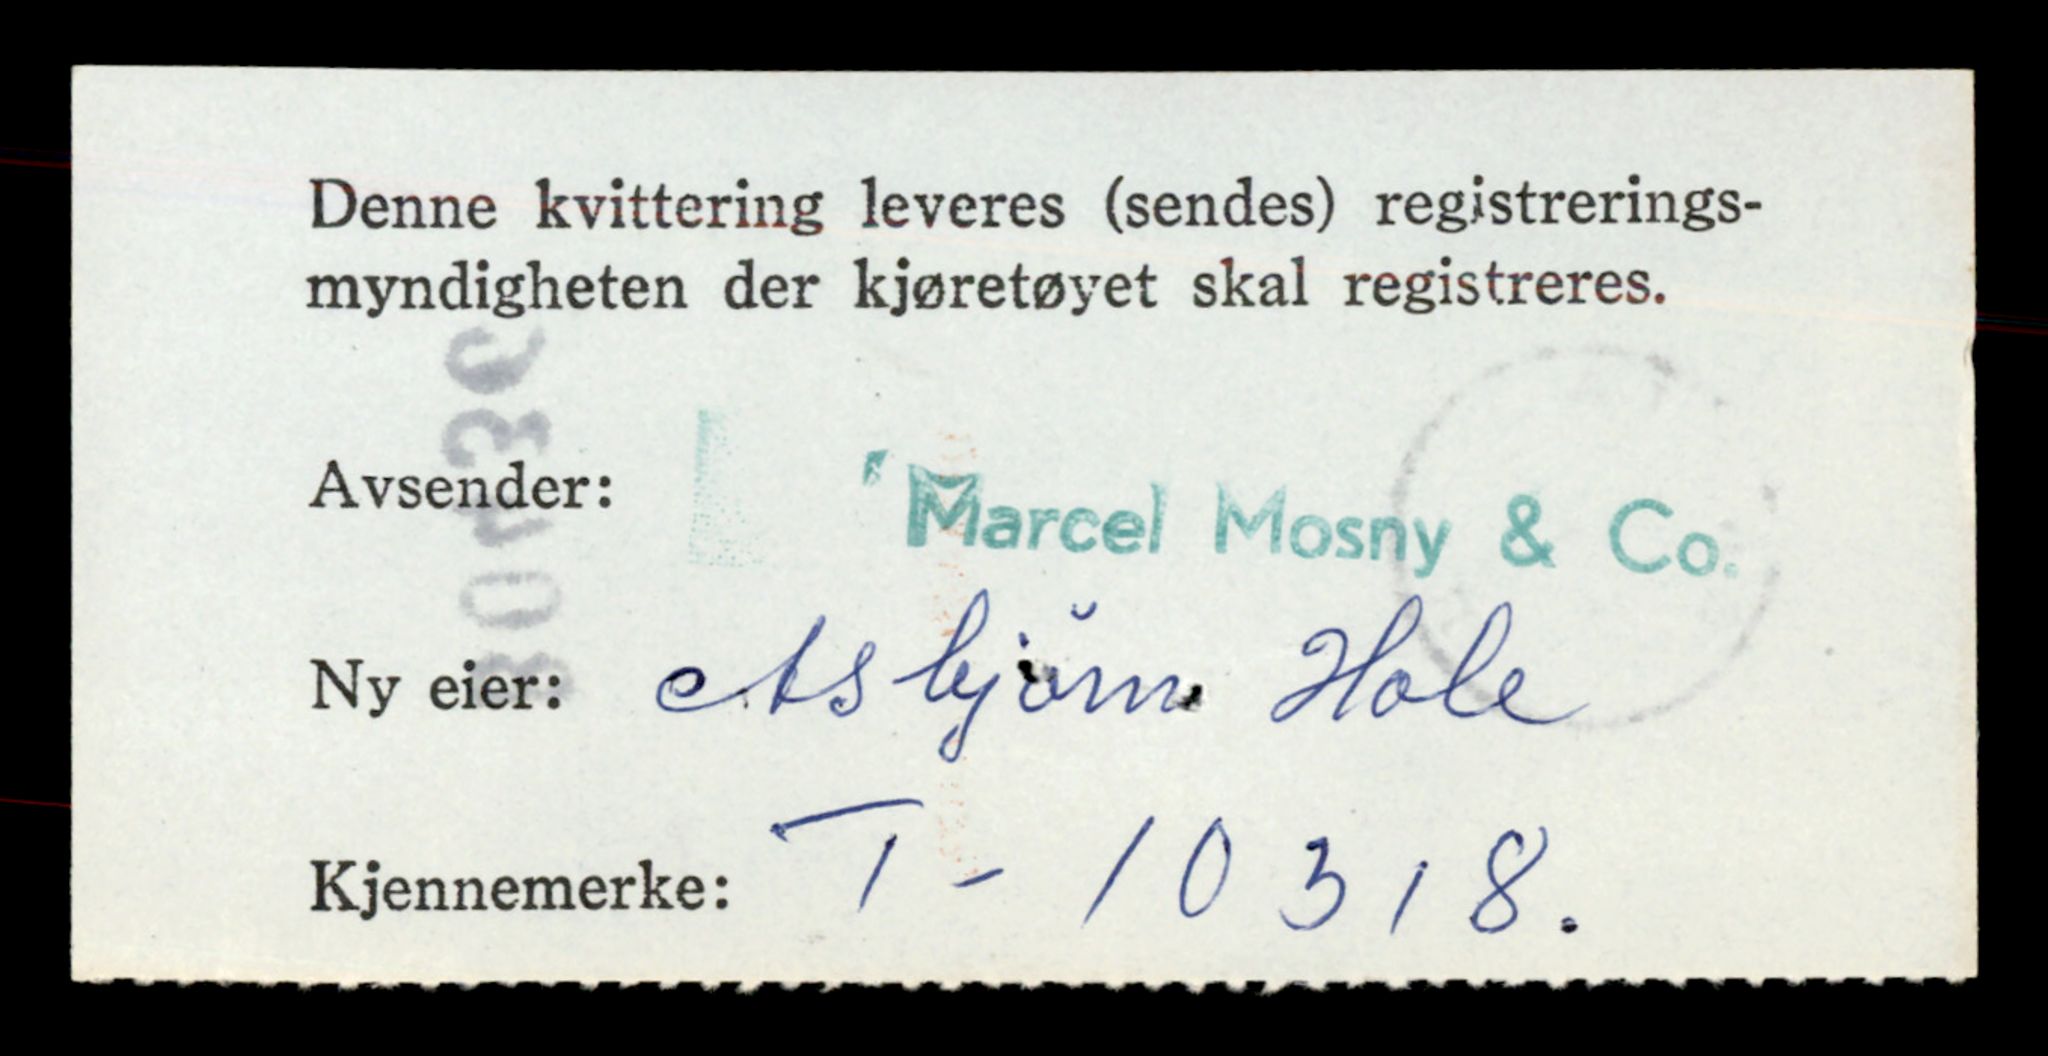 Denne kvittering leveres (sendes) registrerings-
myndigheten der kjøretøyet skal registreres.
Avsender: Marcel Mosny & Co.
Ny eier: Asbjörn Hole
Kjennemerke: T - 10318.